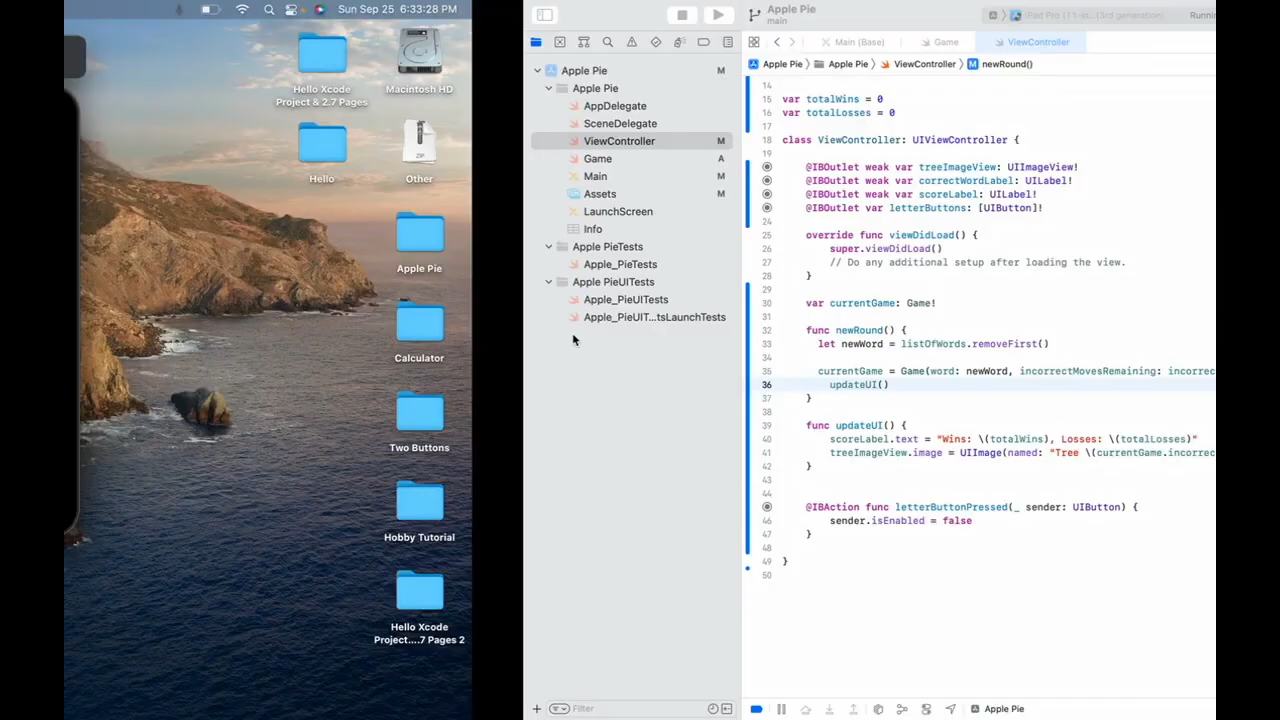 Sun Sep 25 6:33:28 PM
Hello Xcode
Project & 2.7 Pages
Macintosh HD
Hello
ZIP
Other
Apple Pie
Calculator
Two Buttons
Hobby Tutorial
Hello Xcode
Project....7 Pages 2
Apple Pie M
Apple Pie
AppDelegate
SceneDelegate
ViewController M
Game A
Main M
Assets M
LaunchScreen
Info
Apple PieTests
Apple_PieTests
Apple PieUITests
Apple_PieUITests
Apple_PieUIT...tsLaunchTests
Filter
Apple Pie
main
Runnin
Main (Base)
Game
ViewController
Apple Pie
Apple Pie
ViewController
M newRound()
14
15 var totalWins = 0
16 var totalLosses = 0
17
18 class ViewController: UIViewController {
19
@IBOutlet weak var treeImageView: UIImageView!
@IBOutlet weak var correctWordLabel: UILabel!
@IBOutlet weak var scoreLabel: UILabel!
@IBOutlet var letterButtons: [UIButton]!
24
25 override func viewDidLoad() {
26 super.viewDidLoad()
27 // Do any additional setup after loading the view.
28 }
29
30 var currentGame: Game!
31
32 func newRound() {
33 let newWord = listOfWords.removeFirst()
34
35 currentGame = Game(word: newWord, incorrectMovesRemaining: incorrec
36 updateUI()
37 }
38
39 func updateUI() {
40 scoreLabel.text = "Wins: \(totalWins), Losses: \(totalLosses)"
41 treeImageView.image = UIImage(named: "Tree \(currentGame.incorrec
42 }
43
44
@IBAction func letterButtonPressed(_ sender: UIButton) {
46 sender.isEnabled = false
47 }
48
49 }
50
Apple Pie